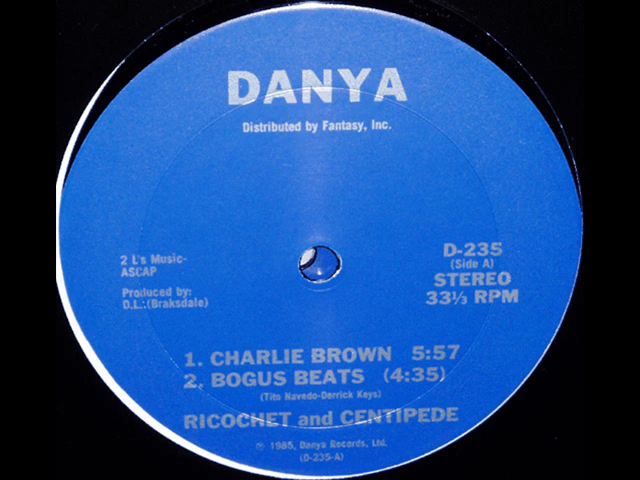 DANYA
Distributed by Fantasy, Inc.
2 L's Music-
ASCAP
Produced by:
D.L.:(Braksdale)
D-235
(Side A)
STEREO
33⅓ RPM
1. CHARLIE BROWN 5:57
2. BOGUS BEATS (4:35)
(Tito Navedo-Derrick Keys)
RICOCHET and CENTIPEDE
℗ 1985, Danya Records, Ltd.
(D-235-A)